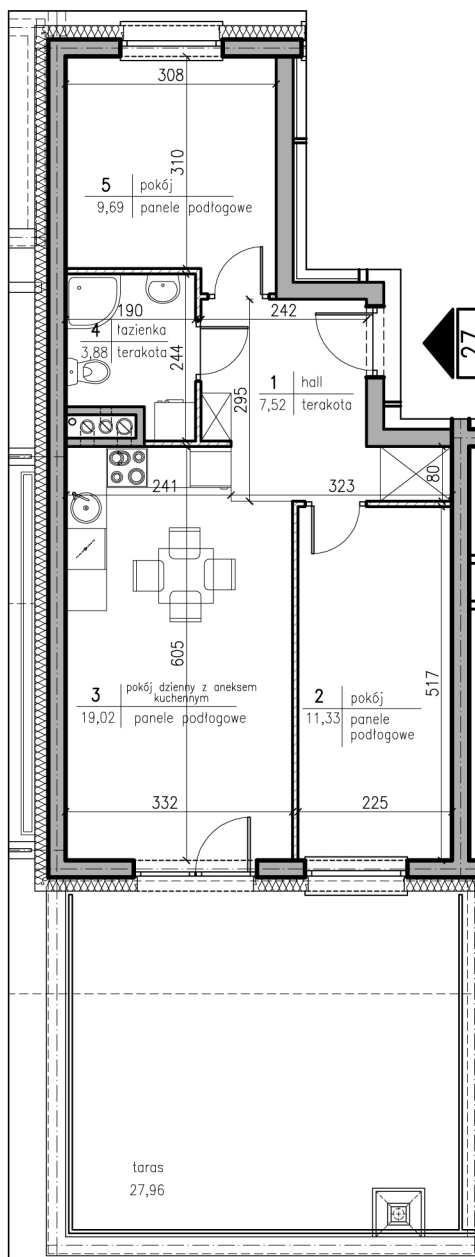 308
310
5 pokój
9,69 panele podłogowe
190
242
4 łazienka
3,88 terakota
244
295
1 hall
7,52 terakota
27
241
323
80
605
517
3 pokój dzienny z aneksem
kuchennym
19,02 panele podłogowe
2 pokój
11,33 panele
podłogowe
332
225
taras
27,96